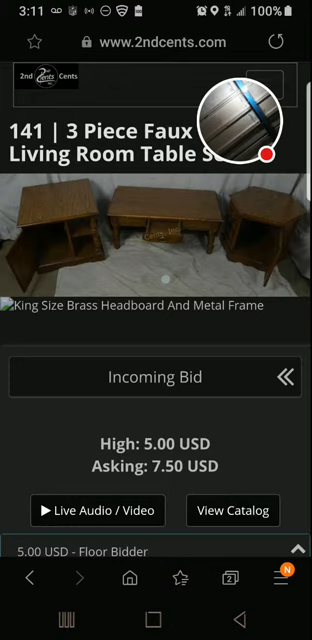 3:11
100%
www.2ndcents.com
2nd 2nd Cents Cents
141 | 3 Piece Faux
Living Room Table S
King Size Brass Headboard And Metal Frame
Incoming Bid
High: 5.00 USD
Asking: 7.50 USD
Live Audio / Video
View Catalog
5.00 USD - Floor Bidder
2
N